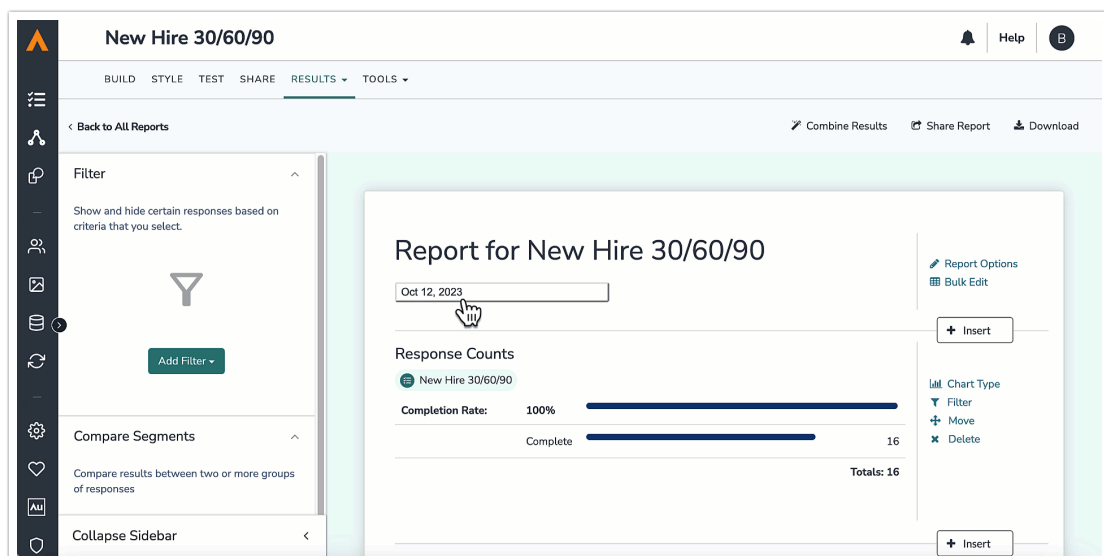 New Hire 30/60/90
Help
B
BUILD STYLE TEST SHARE RESULTS TOOLS
Back to All Reports
Combine Results Share Report Download
Filter
Show and hide certain responses based on
criteria that you select.
Add Filter
Compare Segments
Compare results between two or more groups
of responses
Au
Collapse Sidebar
Report for New Hire 30/60/90
Oct 12, 2023
Report Options
Bulk Edit
+ Insert
Response Counts
New Hire 30/60/90
Completion Rate: 100%
Complete 16
Totals: 16
Chart Type
Filter
Move
Delete
+ Insert